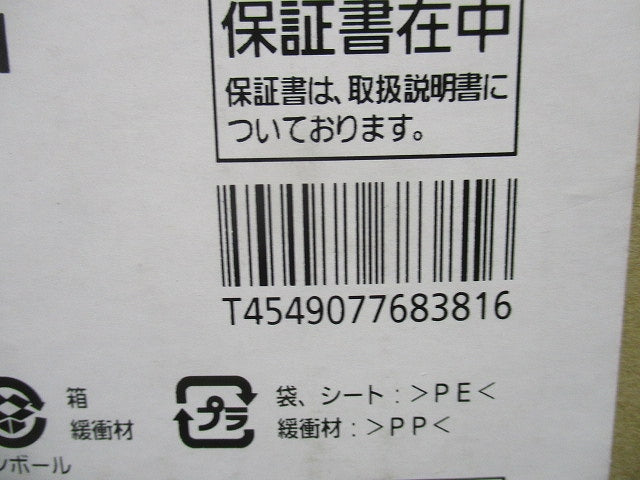 保証書在中
保証書は、取扱説明書に
ついております。
T4549077683816
箱
緩衝材
ンボール
プラ
袋、シート:>PE<
緩衝材:>PP<